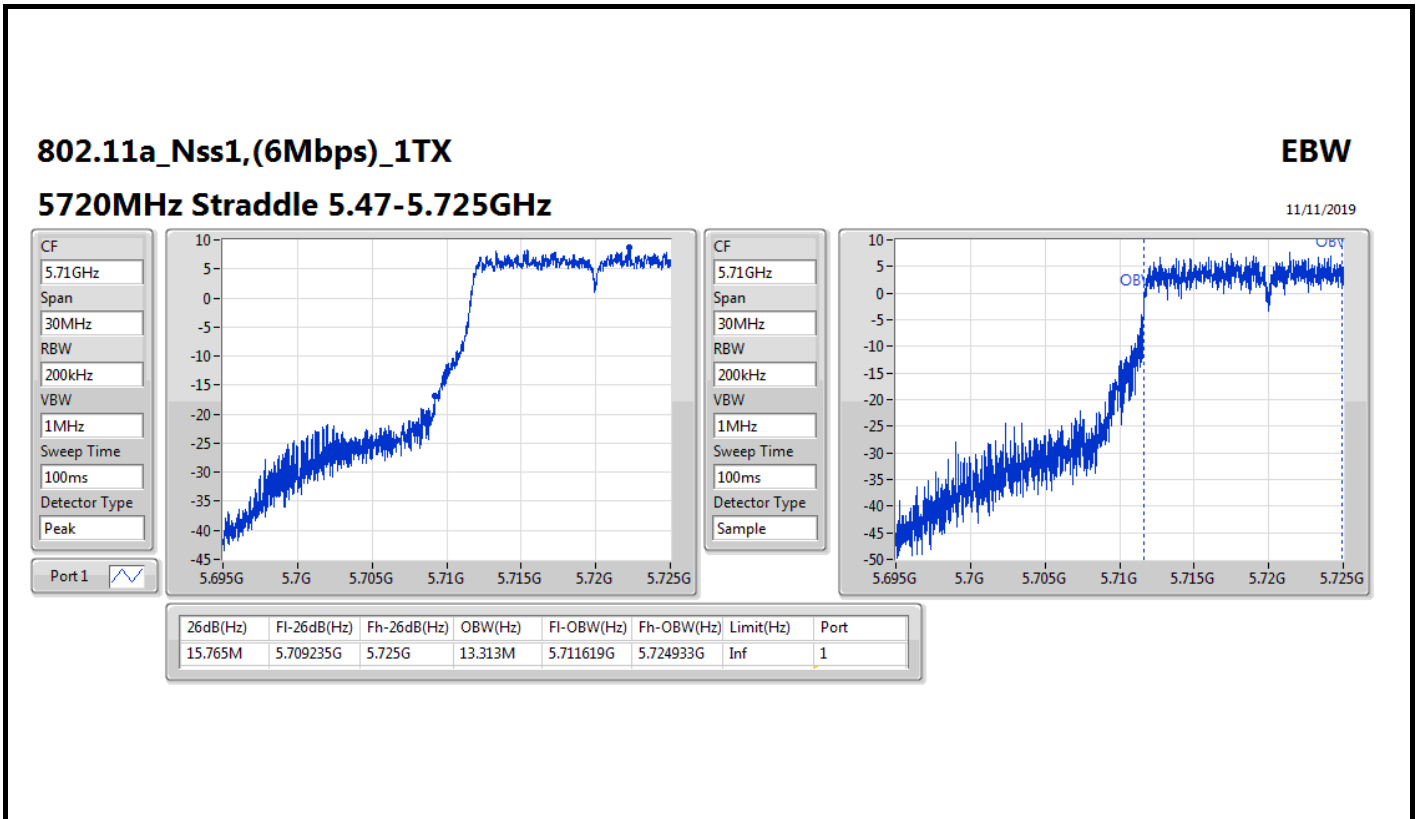 802.11a_Nss1,(6Mbps)_1TX
EBW
5720MHz Straddle 5.47-5.725GHz
11/11/2019
CF
5.71GHz
Span
30MHz
RBW
200kHz
VBW
1MHz
Sweep Time
100ms
Detector Type
Peak
Port 1
10
5
0
-5
-10
-15
-20
-25
-30
-35
-40
-45
5.695G 5.7G 5.705G 5.71G 5.715G 5.72G 5.725G
CF
5.71GHz
Span
30MHz
RBW
200kHz
VBW
1MHz
Sweep Time
100ms
Detector Type
Sample
10
5
0
-5
-10
-15
-20
-25
-30
-35
-40
-45
-50
5.695G 5.7G 5.705G 5.71G 5.715G 5.72G 5.725G
26dB(Hz) Fl-26dB(Hz) Fh-26dB(Hz) OBW(Hz) Fl-OBW(Hz) Fh-OBW(Hz) Limit(Hz) Port
15.765M 5.709235G 5.725G 13.313M 5.711619G 5.724933G Inf 1